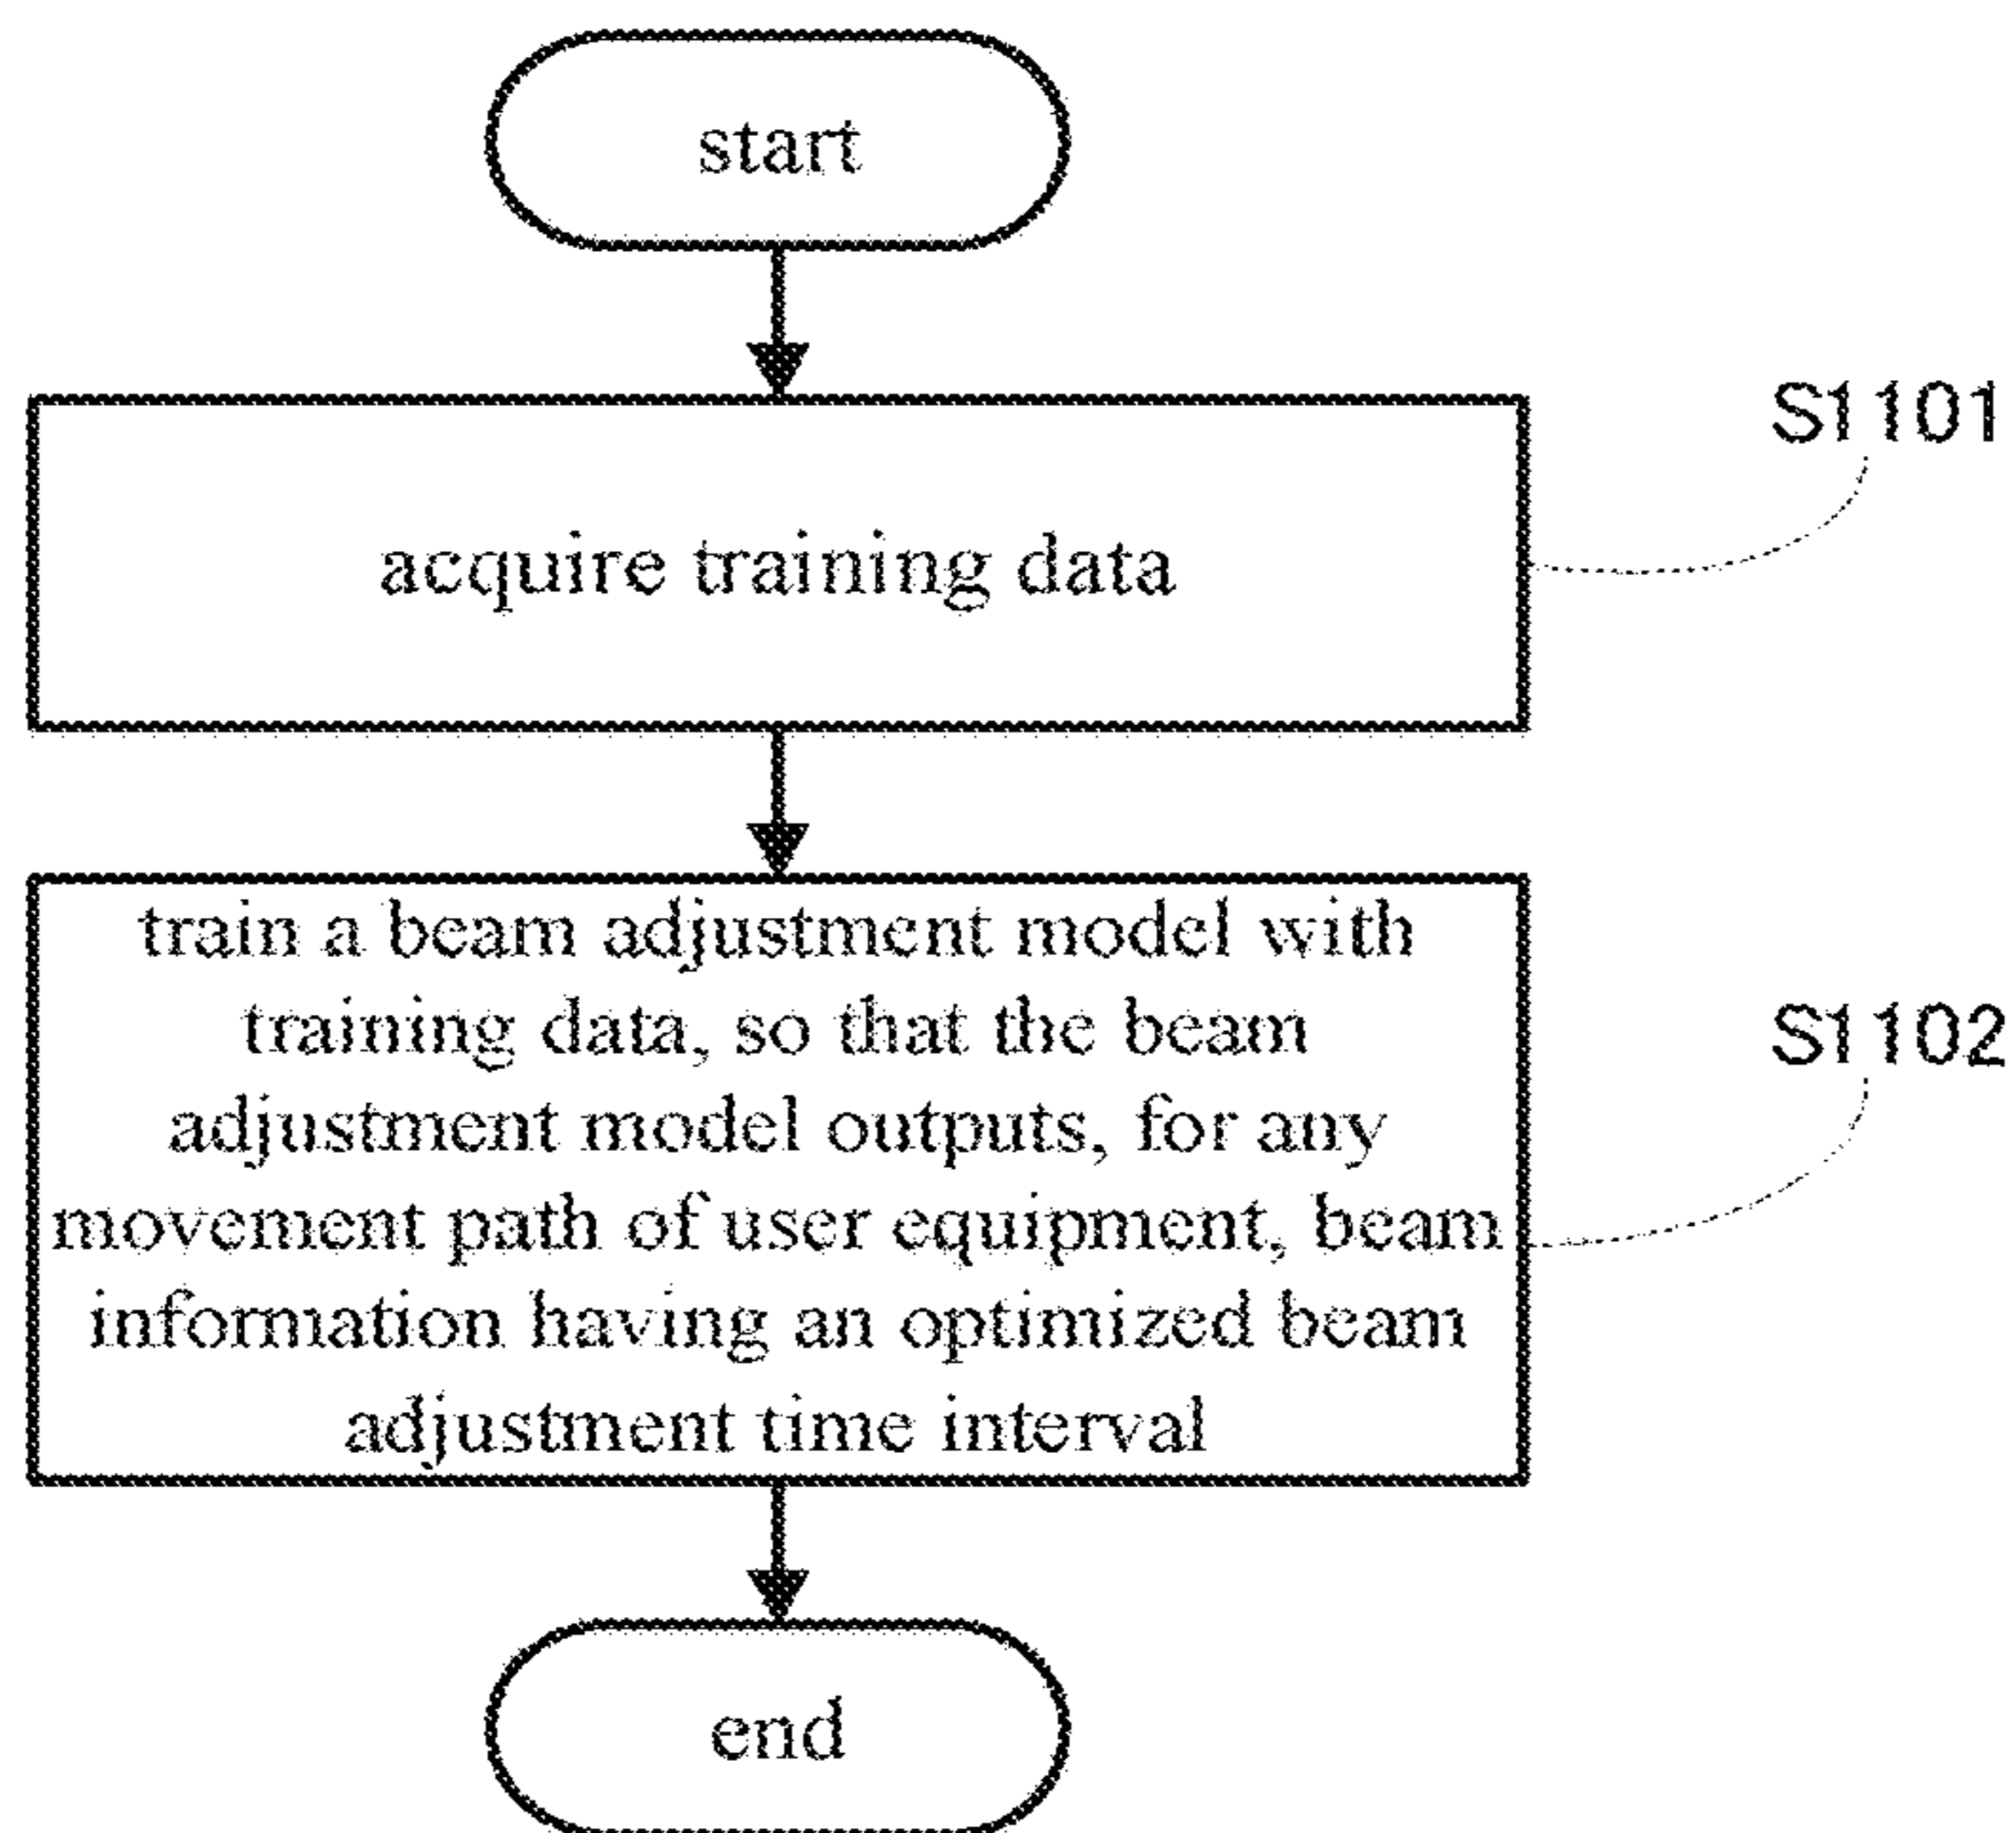 start
S1101
acquire training data
train a beam adjustment model with
training data, so that the beam
adjustment model outputs, for any
S1102
movement path of user equipment, beam
information having an optimized beam
adjustment time interval
end